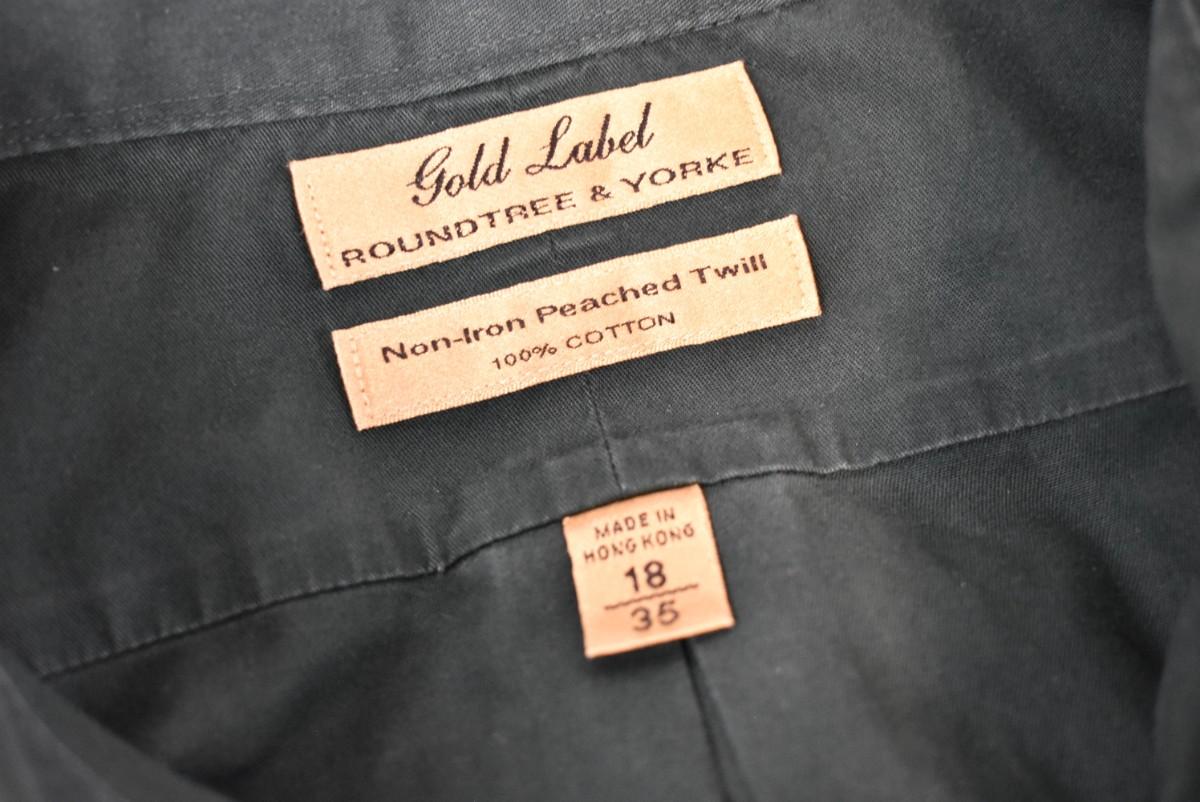 Gold Label
ROUNDTREE & YORKE
Non-Iron Peached Twill
100% COTTON
MADE IN
HONG KONG
18
35